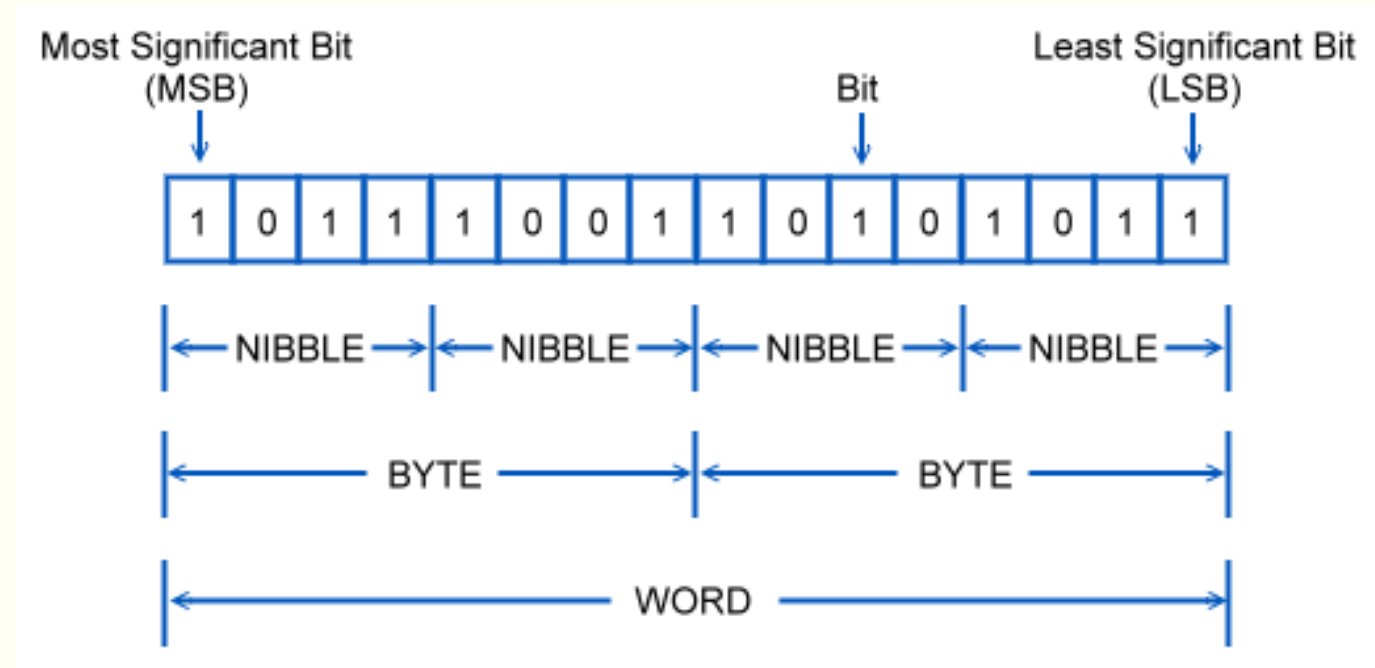 Most Significant Bit
(MSB)
Bit
Least Significant Bit
(LSB)
1 0 1 1 1 0 0 1 1 0 1 0 1 0 1 1
NIBBLE NIBBLE NIBBLE NIBBLE
BYTE BYTE
WORD